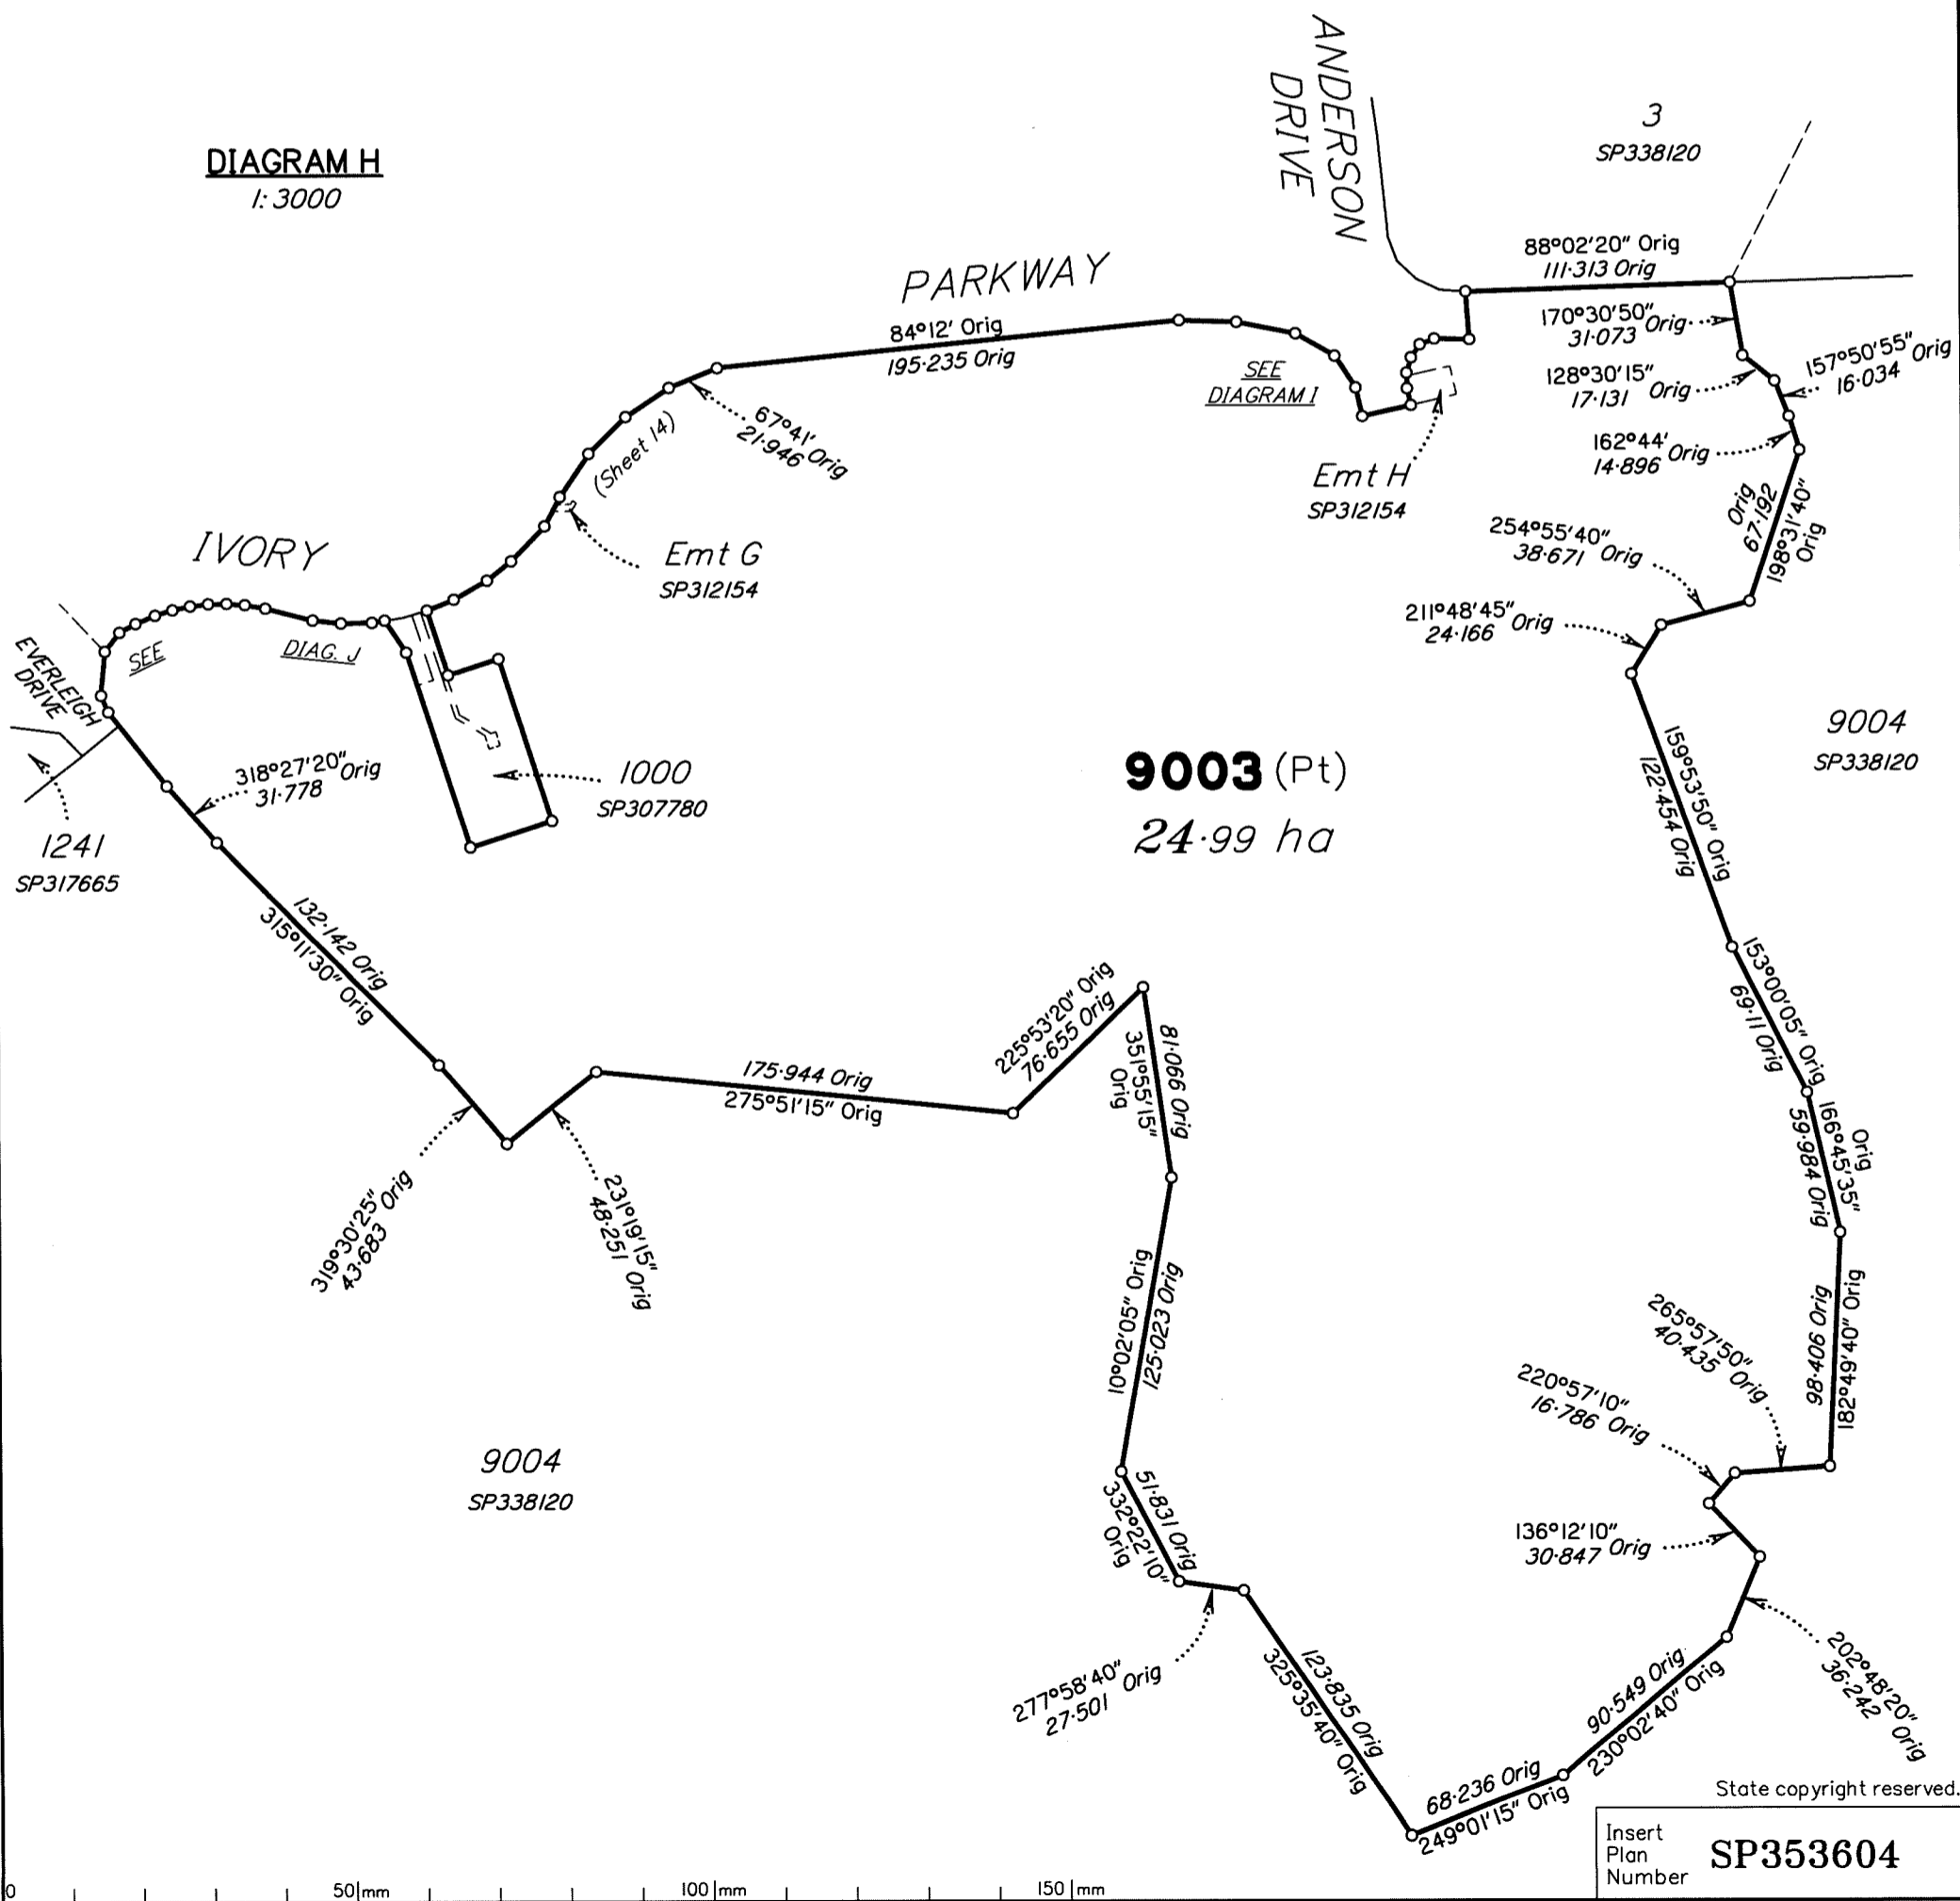 DIAGRAM H
1:3000
ANDERSON
DRIVE
3
SP338120
PARKWAY
88°02'20" Orig
111·313 Orig
84°12' Orig
195·235 Orig
SEE
DIAGRAM I
170°30'50"
31·073 Orig
157°50'55" Orig
16·034
128°30'15"
17·131 Orig
162°44' Orig
14·896
67°41' Orig
21·946
(Sheet 14)
Emt H
SP312154
Orig
67·192
198°31'40"
Orig
254°55'40"
38·671 Orig
211°48'45"
24·166 Orig
IVORY
Emt G
SP312154
SEE
DIAG. J
EVERLEIGH
DRIVE
318°27'20" Orig
31·778
1000
SP307780
1241
SP317665
9003 (Pt)
24·99 ha
9004
SP338120
159°53'50" Orig
122·454 Orig
132·142 Orig
315°11'30" Orig
153°00'05" Orig
69·11 Orig
225°53'20" Orig
76·655 Orig
81·066 Orig
351°55'15"
Orig
175·944 Orig
275°51'15" Orig
Orig
166°45'35"
59·984 Orig
319°30'25" Orig
43·683
231°19'15"
48·251 Orig
10°02'05" Orig
125·023 Orig
98·406 Orig
182°49'40" Orig
265°57'50"
40·435 Orig
220°57'10"
16·786 Orig
9004
SP338120
51·831 Orig
332°22'10"
Orig
136°12'10"
30·847 Orig
277°58'40"
27·501 Orig
123·835 Orig
325°35'40" Orig
202°48'20"
36·242 Orig
90·549 Orig
230°02'40" Orig
68·236 Orig
249°01'15" Orig
State copyright reserved.
Insert
Plan
Number
SP353604
0 50 mm 100 mm 150 mm